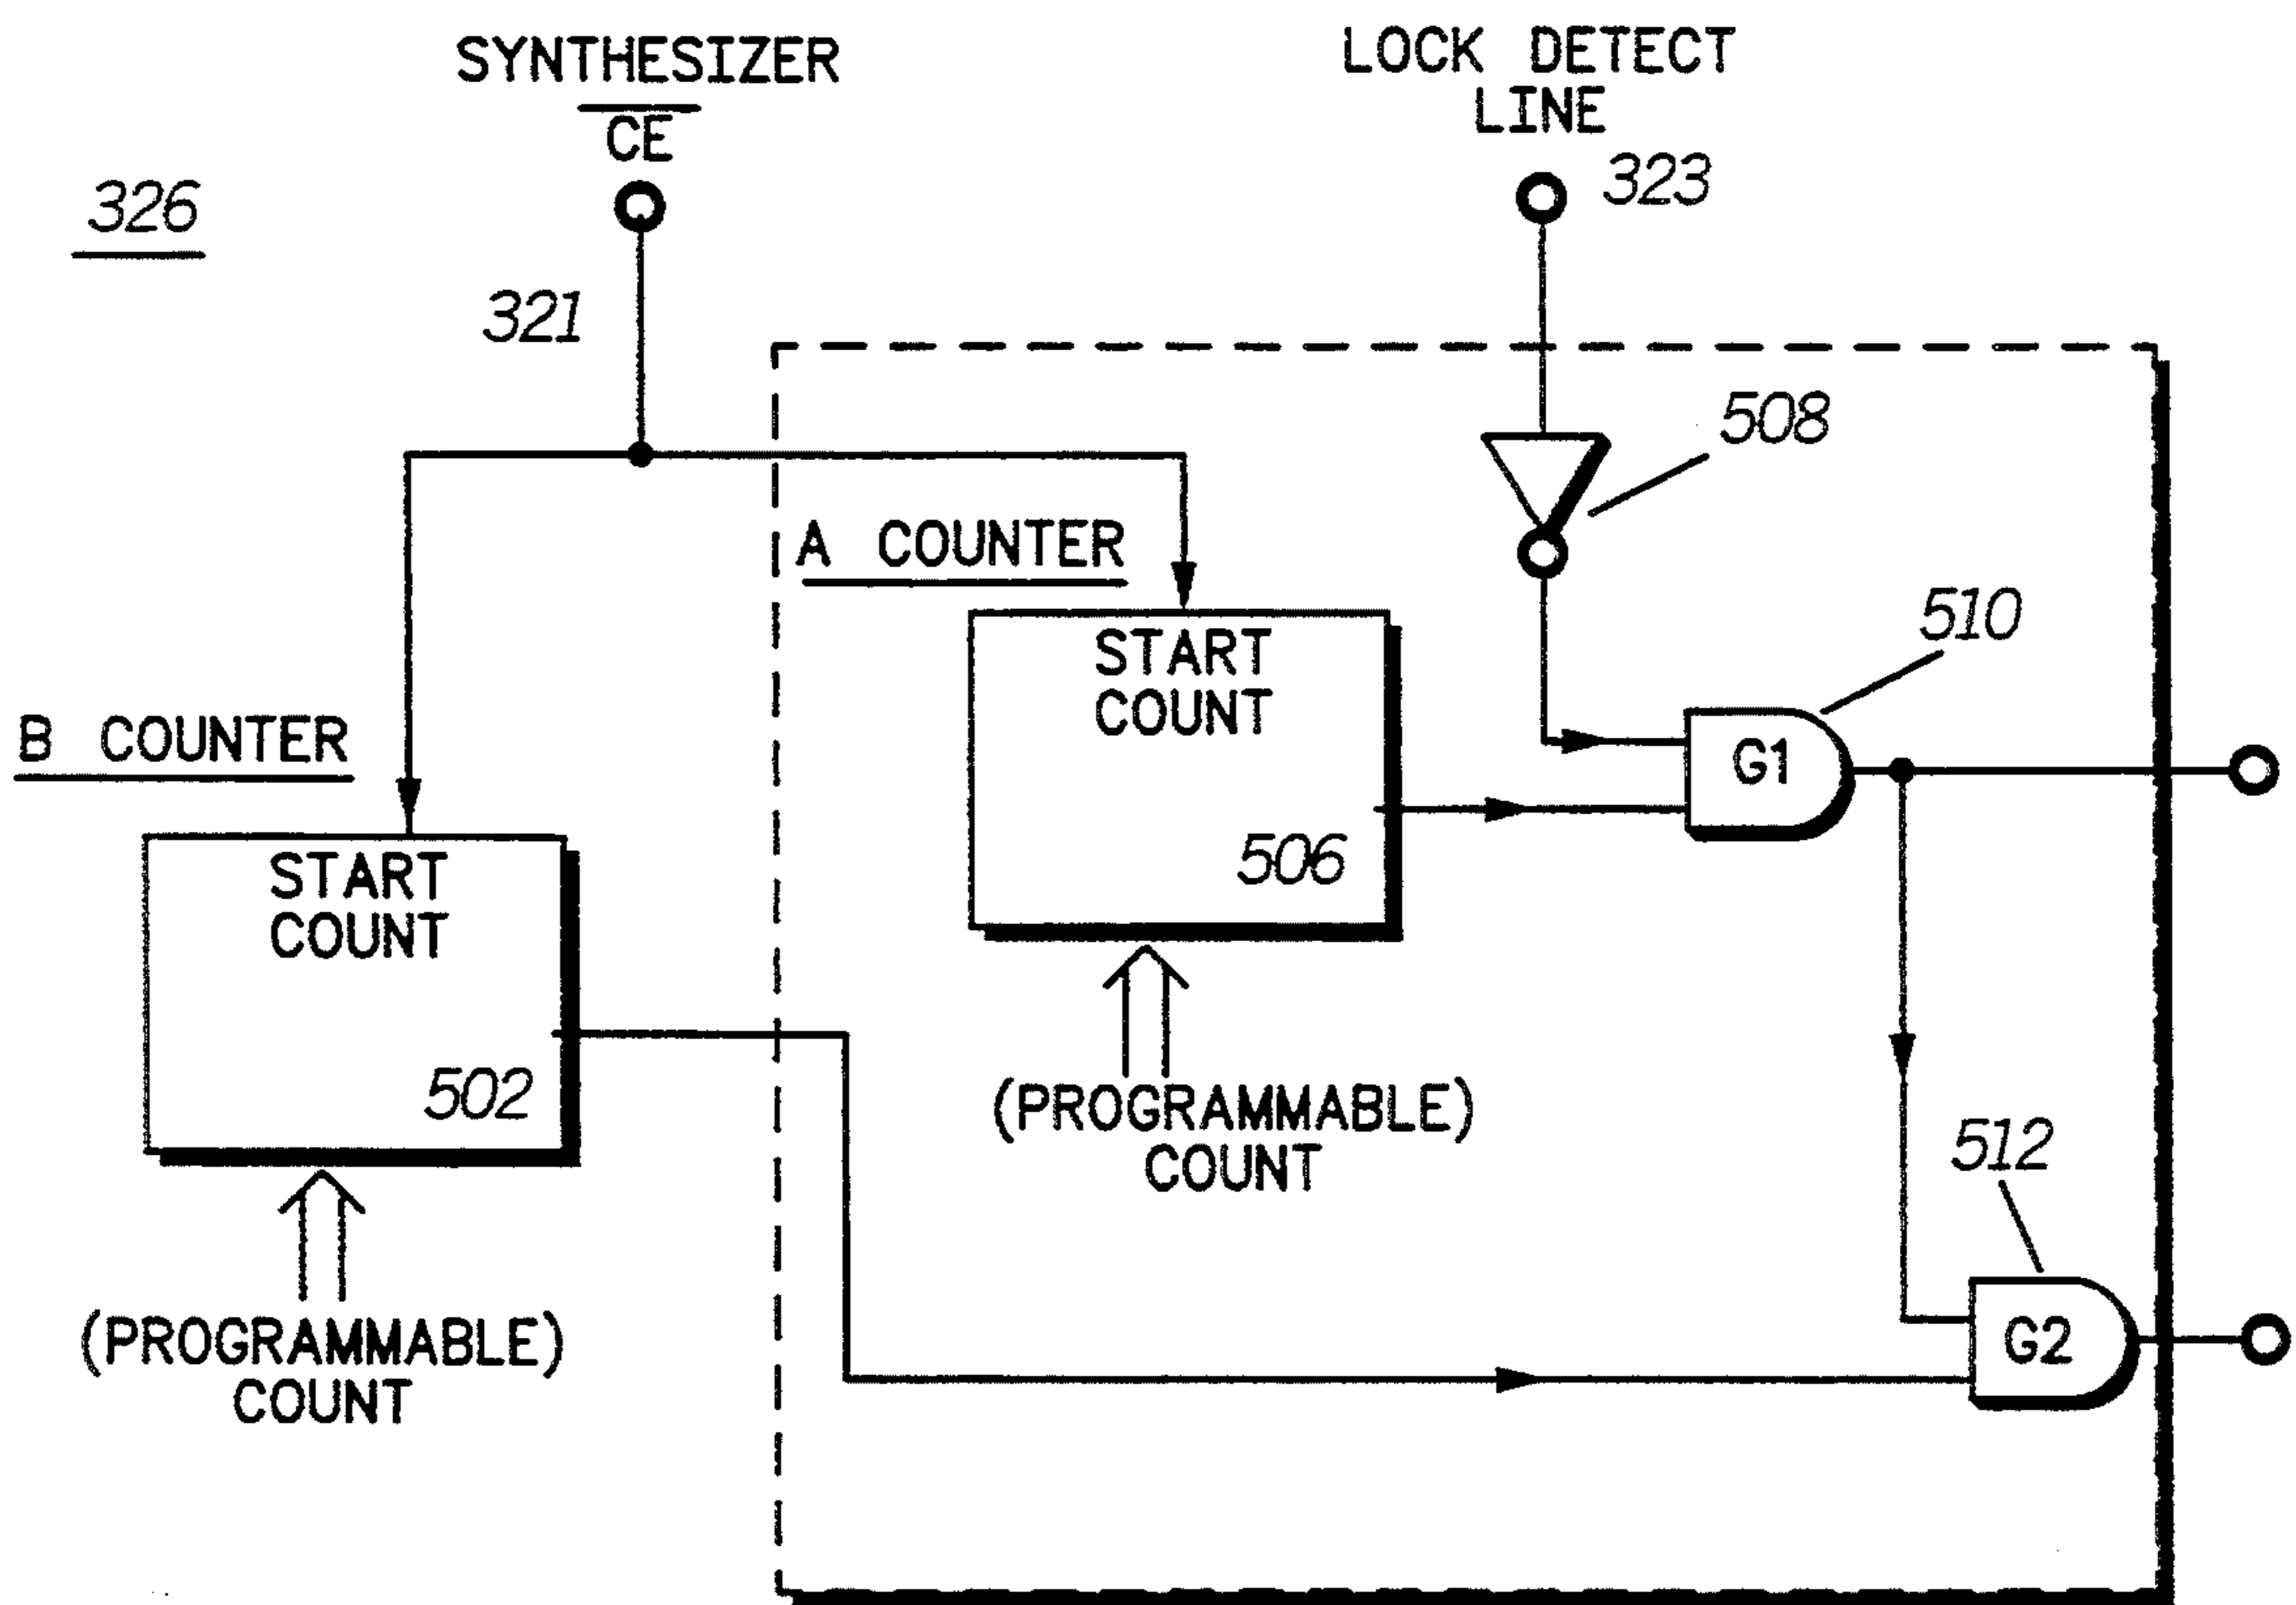 SYNTHESIZER
CE
LOCK DETECT
LINE
323
326
321
508
A COUNTER
START
COUNT
510
G1
B COUNTER
506
START
COUNT
502
(PROGRAMMABLE)
COUNT
512
G2
(PROGRAMMABLE)
COUNT